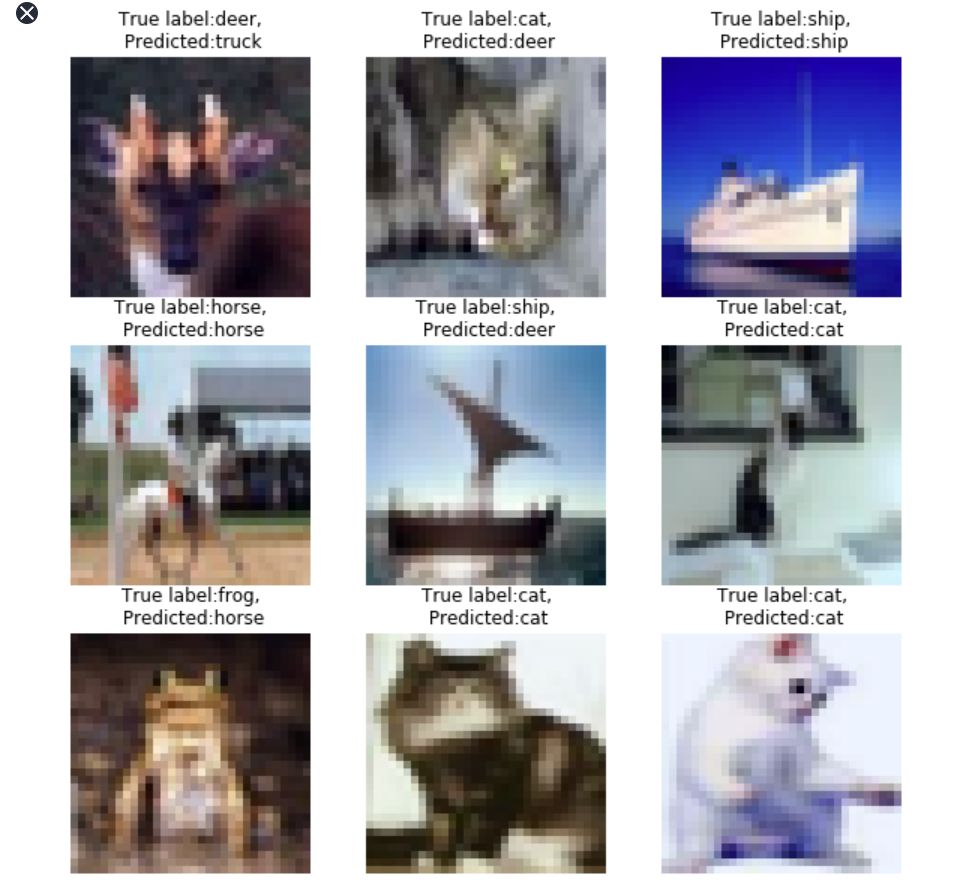 True label:deer,
Predicted:truck
True label:cat,
Predicted:deer
True label:ship,
Predicted:ship
True label:horse,
Predicted:horse
True label:ship,
Predicted:deer
True label:cat,
Predicted:cat
True label:frog,
Predicted:horse
True label:cat,
Predicted:cat
True label:cat,
Predicted:cat